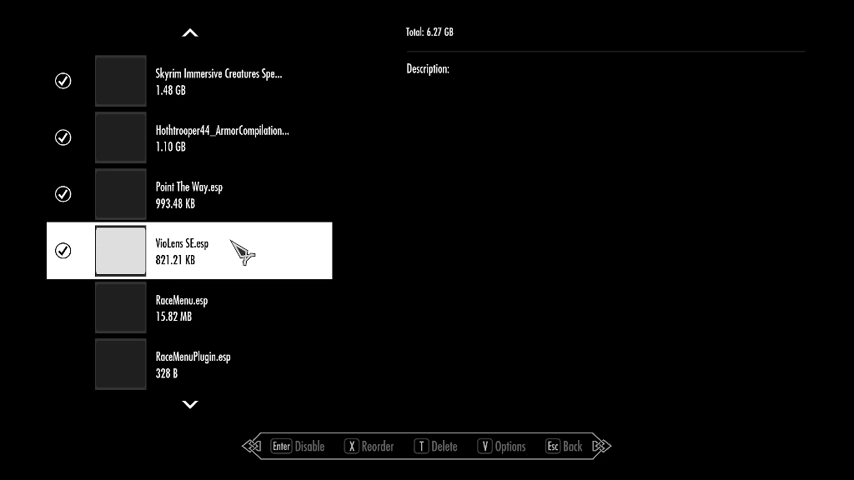 Total: 6.27 GB
Description:
Skyrim Immersive Creatures Spe...
1.48 GB
Hothtrooper44_ArmorCompilation...
1.10 GB
Point The Way.esp
993.48 KB
VioLens SE.esp
821.21 KB
RaceMenu.esp
15.82 MB
RaceMenuPlugin.esp
328 B
Enter Disable X Reorder T Delete V Options Esc Back